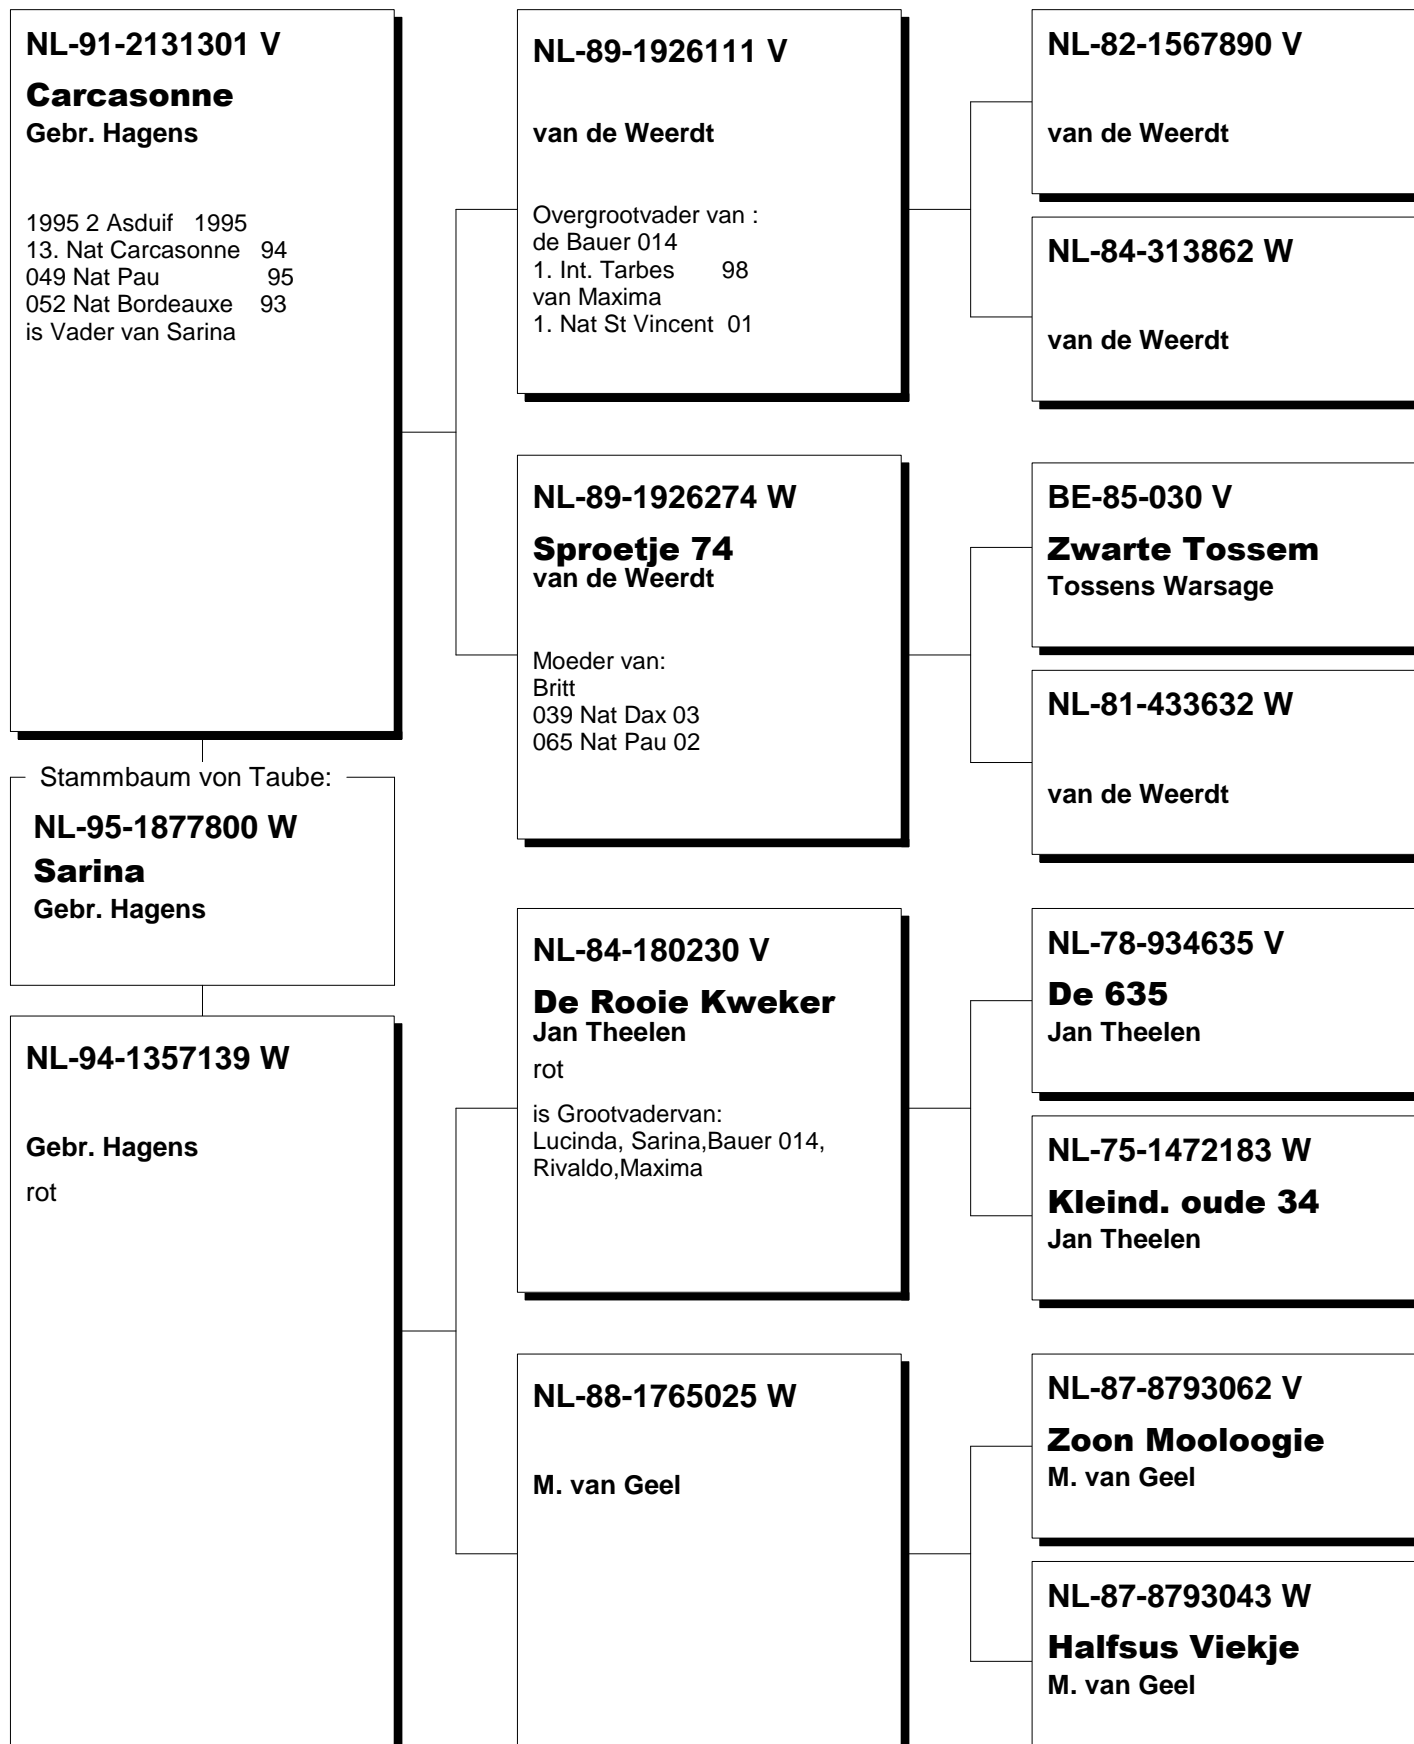 NL-91-2131301 V
Carcasonne
Gebr. Hagens
1995 2 Asduif 1995
13. Nat Carcasonne 94
049 Nat Pau 95
052 Nat Bordeauxe 93
is Vader van Sarina
Stammbaum von Taube:
NL-95-1877800 W
Sarina
Gebr. Hagens
NL-94-1357139 W
Gebr. Hagens
rot
NL-89-1926111 V
van de Weerdt
Overgrootvader van :
de Bauer 014
1. Int. Tarbes 98
van Maxima
1. Nat St Vincent 01
NL-89-1926274 W
Sproetje 74
van de Weerdt
Moeder van:
Britt
039 Nat Dax 03
065 Nat Pau 02
NL-84-180230 V
De Rooie Kweker
Jan Theelen
rot
is Grootvadervan:
Lucinda, Sarina,Bauer 014,
Rivaldo,Maxima
NL-88-1765025 W
M. van Geel
NL-82-1567890 V
van de Weerdt
NL-84-313862 W
van de Weerdt
BE-85-030 V
Zwarte Tossem
Tossens Warsage
NL-81-433632 W
van de Weerdt
NL-78-934635 V
De 635
Jan Theelen
NL-75-1472183 W
Kleind. oude 34
Jan Theelen
NL-87-8793062 V
Zoon Mooloogie
M. van Geel
NL-87-8793043 W
Halfsus Viekje
M. van Geel